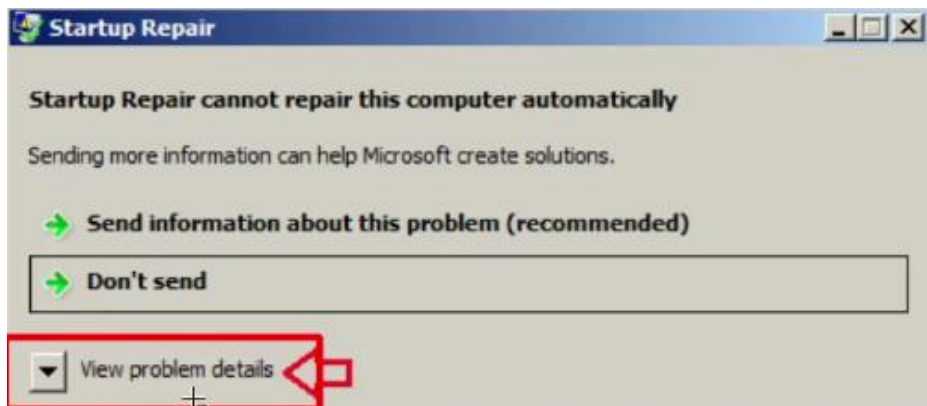 Startup Repair
Startup Repair cannot repair this computer automatically
Sending more information can help Microsoft create solutions.
Send information about this problem (recommended)
Don't send
View problem details